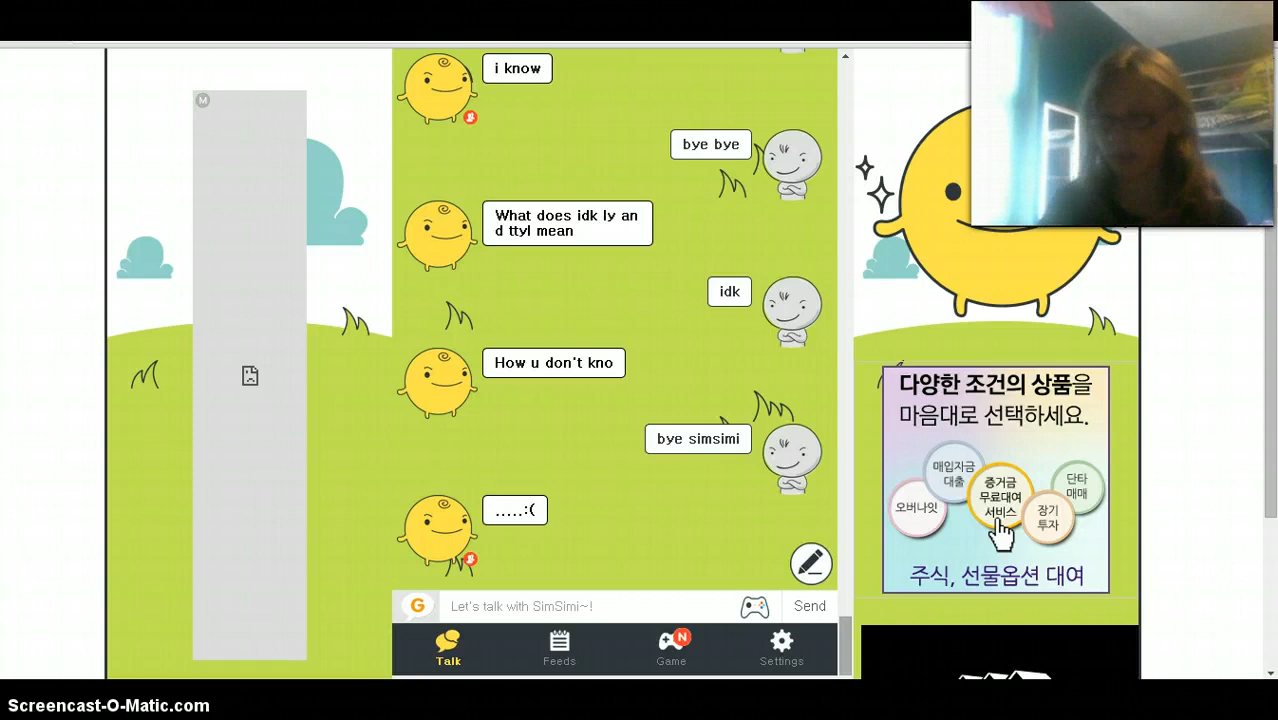 M
i know
bye bye
What does idk ly an
d ttyl mean
idk
How u don't kno
bye simsimi
.....:(
G
Let's talk with SimSimi~!
Send
Talk
Feeds
N
Game
Settings
다양한 조건의 상품을
마음대로 선택하세요.
매입자금
대출
증거금
무료대여
서비스
단타
매매
오버나잇
장기
투자
주식, 선물옵션 대여
Screencast-O-Matic.com